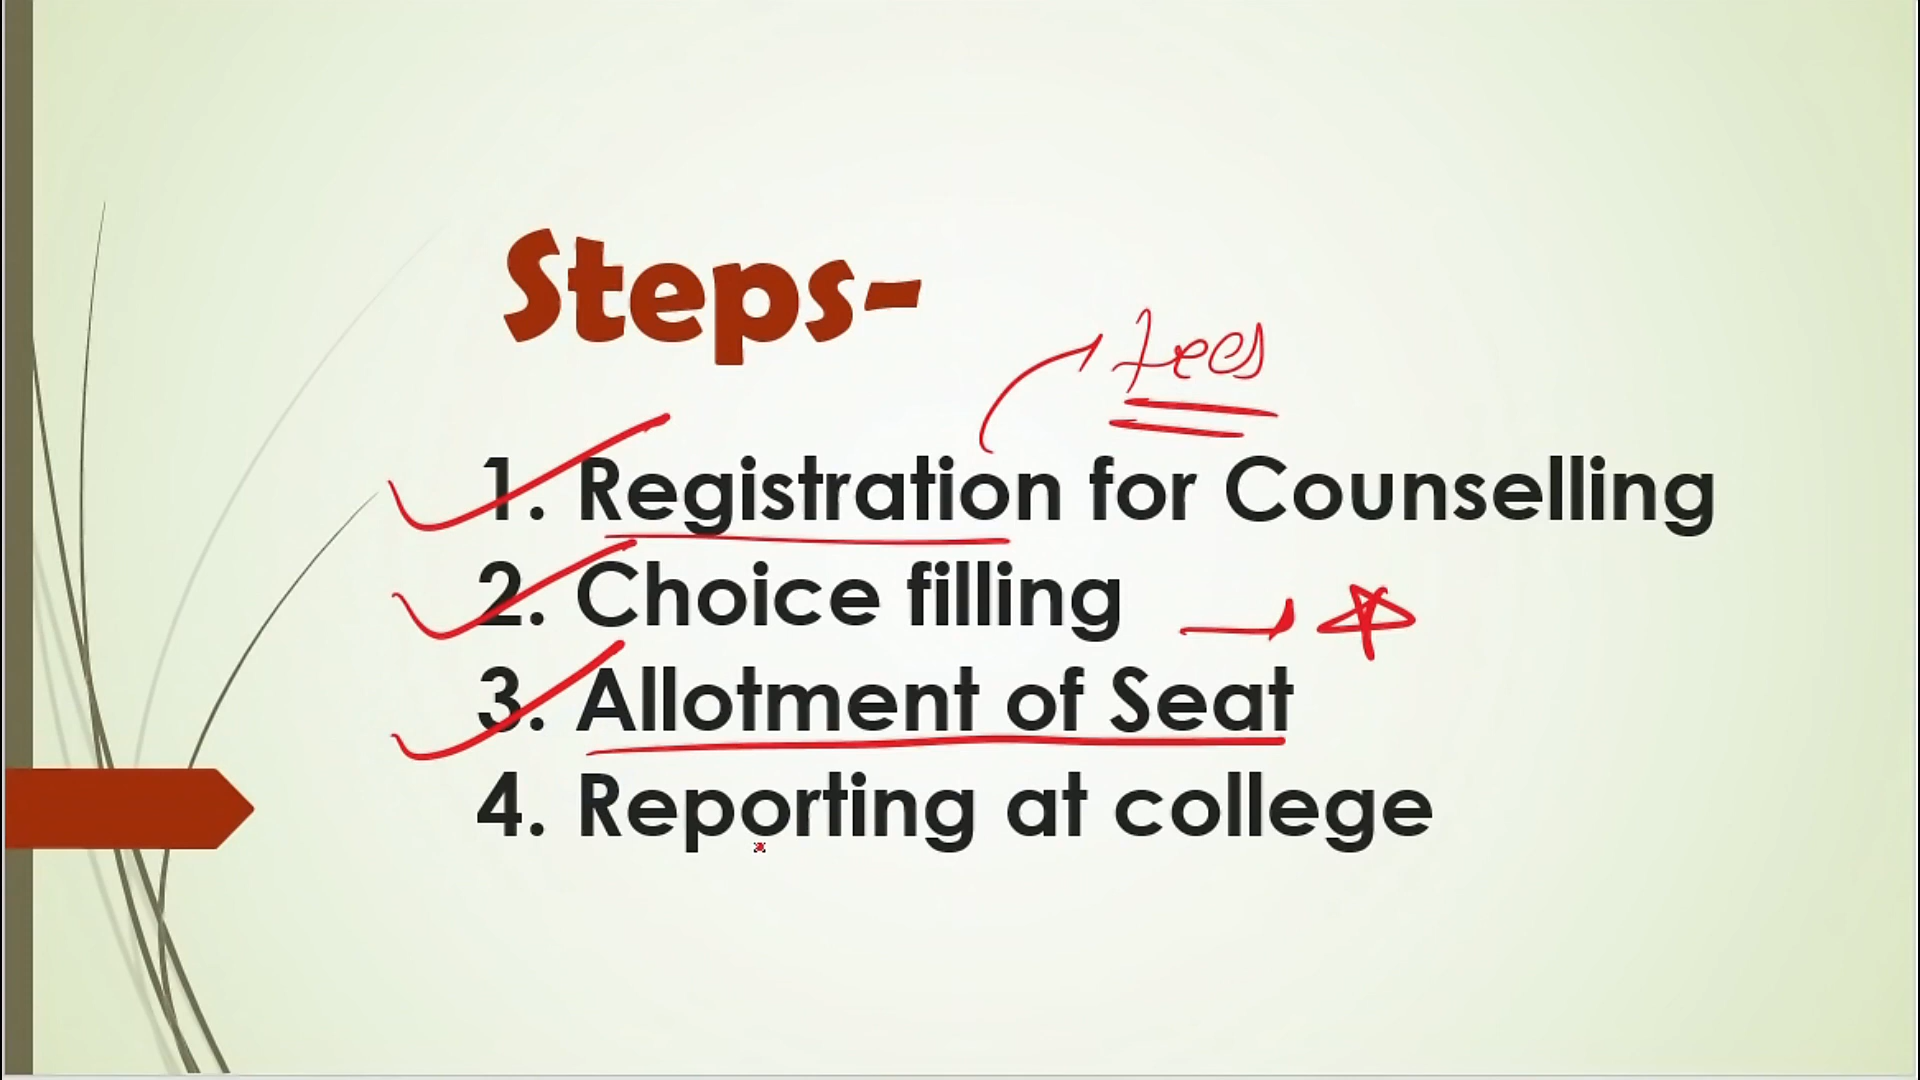 Steps-
fees
1. Registration for Counselling
2. Choice filling
3. Allotment of Seat
4. Reporting at college